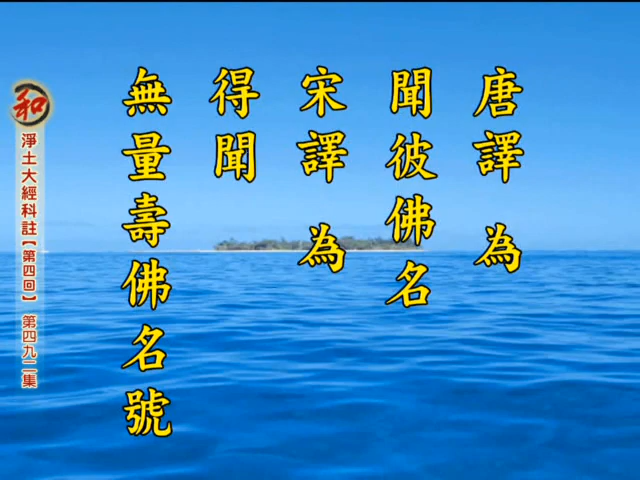 唐譯 為
聞彼佛名
宋譯 為
得聞
無量壽佛名號
和
淨土大經科註【第四回】 第四九二集